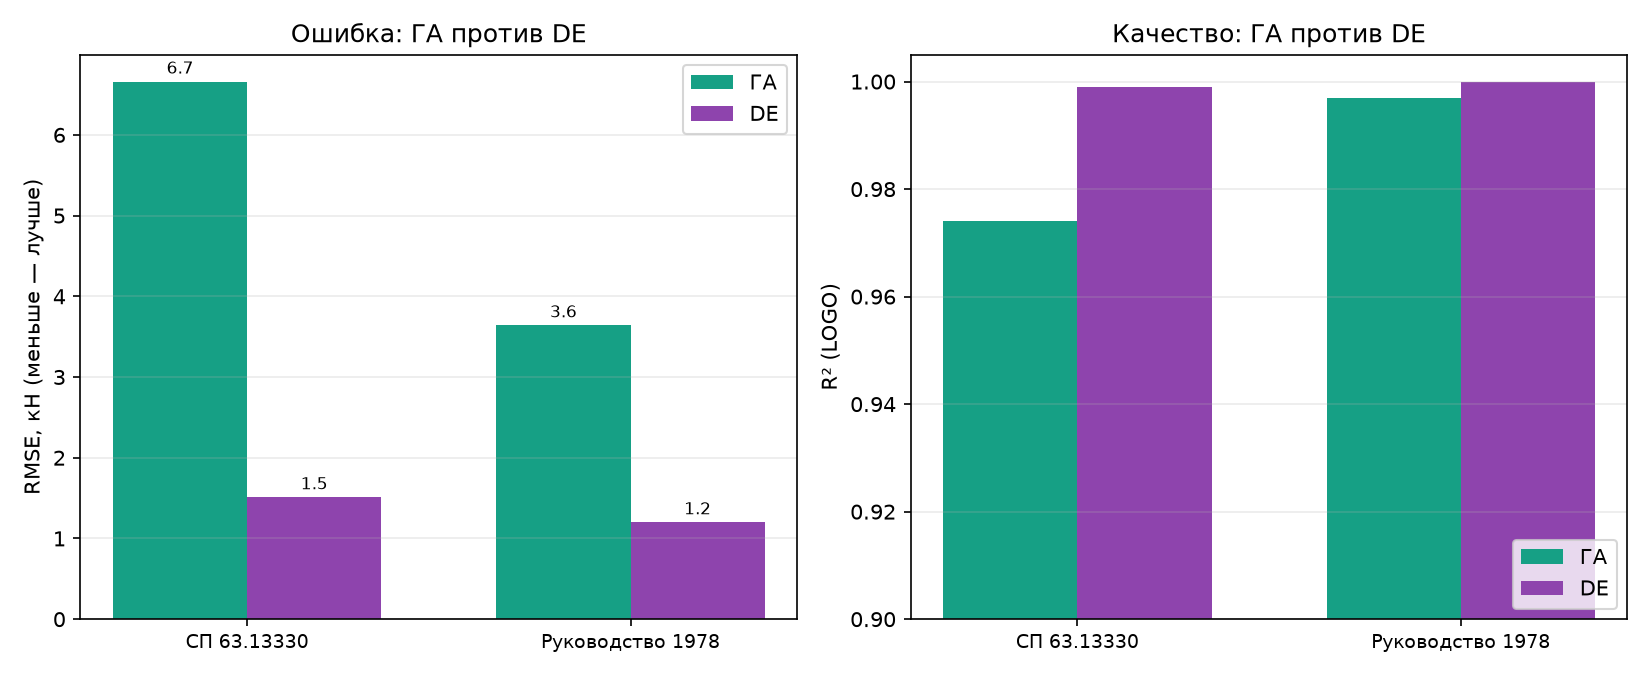 Ошибка: ГА против DE
RMSE, кН (меньше — лучше)
6
5
4
3
2
1
0
6.7
1.5
3.6
1.2
ГА
DE
СП 63.13330
Руководство 1978
Качество: ГА против DE
R² (LOGO)
1.00
0.98
0.96
0.94
0.92
0.90
ГА
DE
СП 63.13330
Руководство 1978